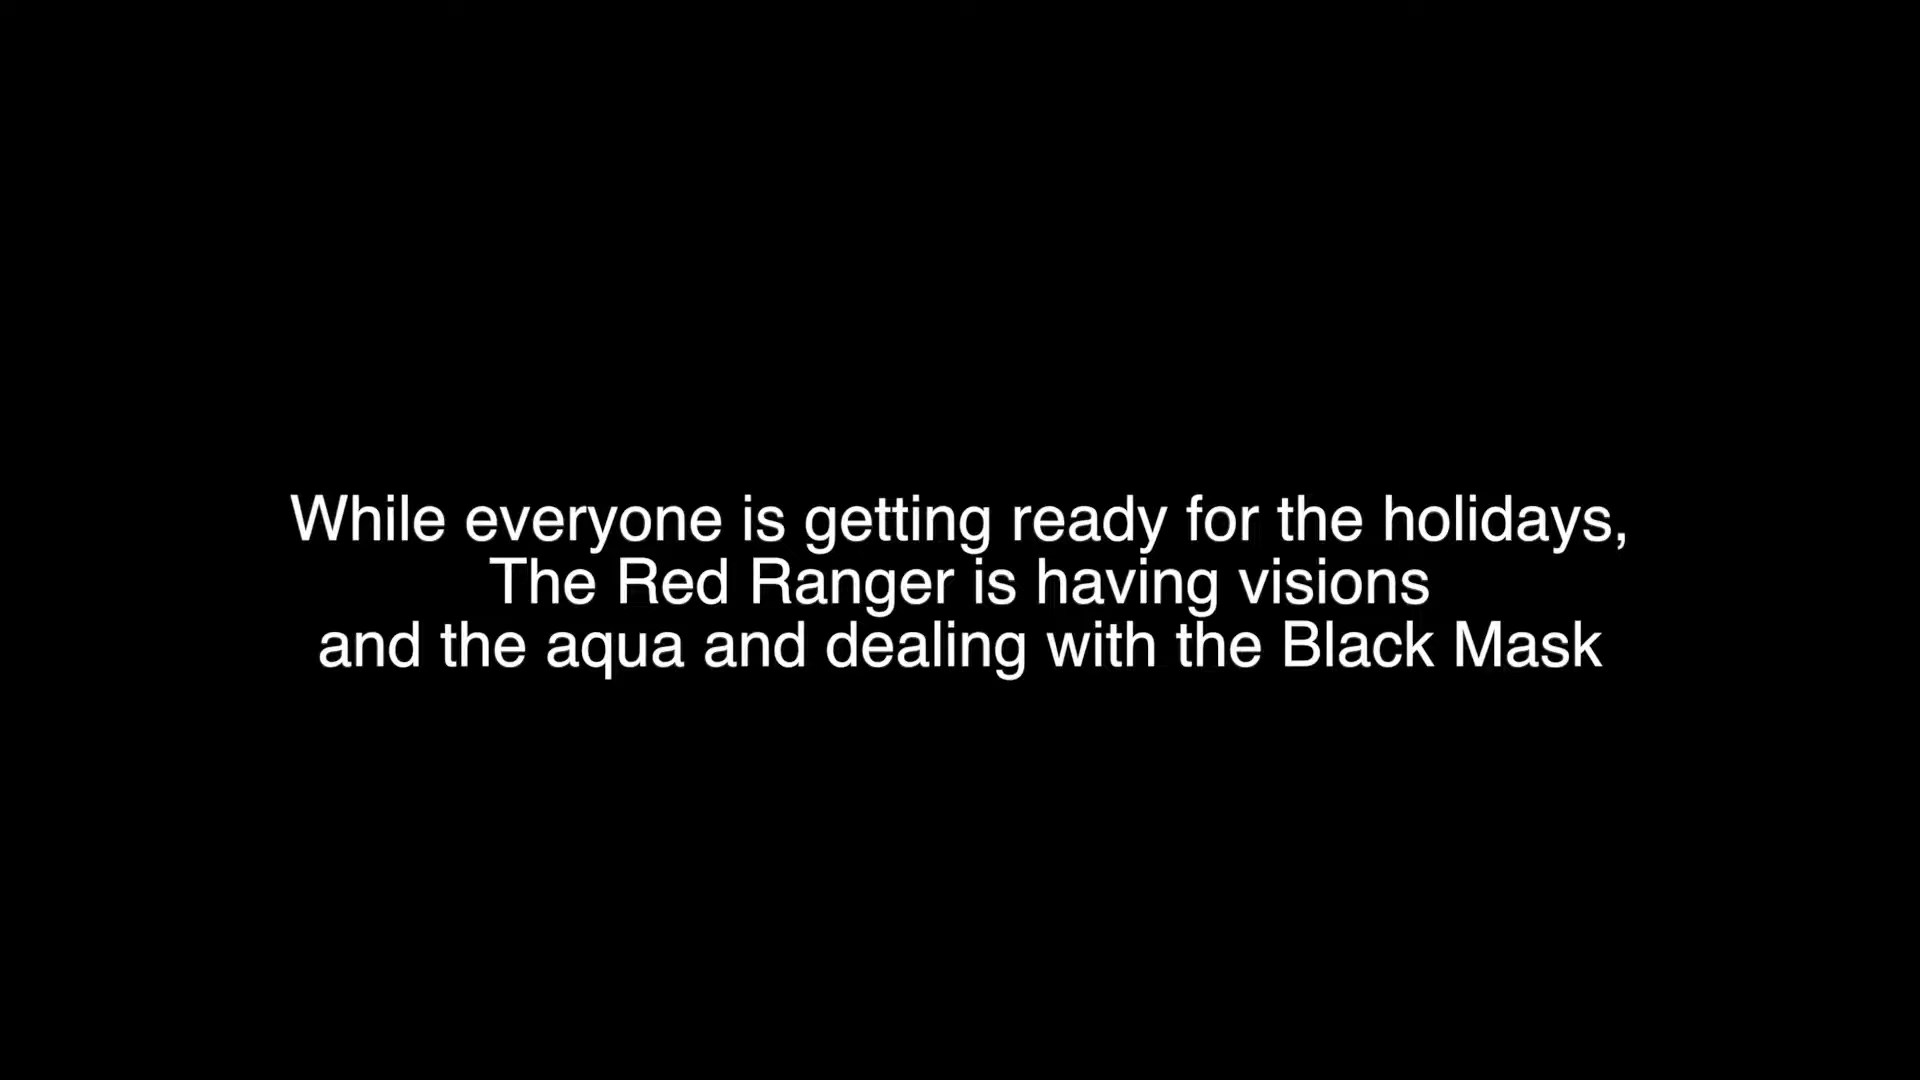 While everyone is getting ready for the holidays,
The Red Ranger is having visions
and the aqua and dealing with the Black Mask